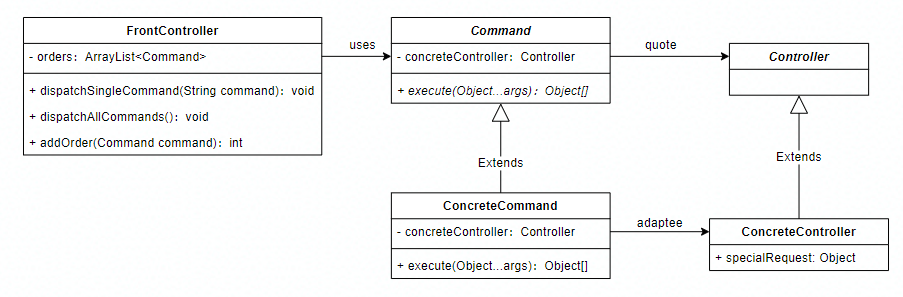 FrontController
- orders: ArrayList<Command>
+ dispatchSingleCommand(String command): void
+ dispatchAllCommands(): void
+ addOrder(Command command): int
uses
Command
- concreteController: Controller
+ execute(Object...args): Object[]
quote
Controller
Extends
Extends
ConcreteCommand
- concreteController: Controller
+ execute(Object...args): Object[]
adaptee
ConcreteController
+ specialRequest: Object